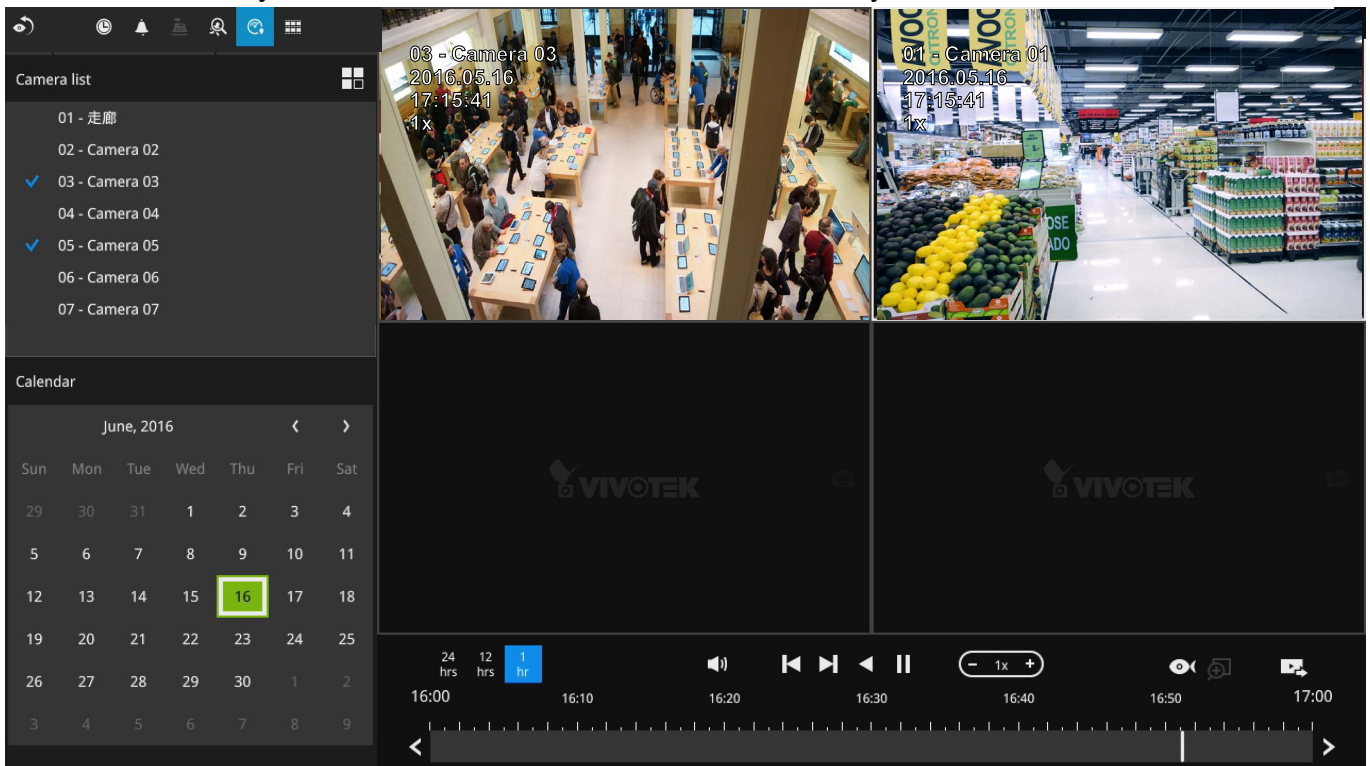 Camera list
01 - 走廊
02 - Camera 02
03 - Camera 03
04 - Camera 04
05 - Camera 05
06 - Camera 06
07 - Camera 07
Calendar
June, 2016
Sun Mon Tue Wed Thu Fri Sat
29 30 31 1 2 3 4
5 6 7 8 9 10 11
12 13 14 15 16 17 18
19 20 21 22 23 24 25
26 27 28 29 30 1 2
3 4 5 6 7 8 9
03 - Camera 03
2016.05.16
17:15:41
1x
01 - Camera 01
2016.05.16
17:15:41
1x
VIVOTEK
VIVOTEK
24 hrs
12 hrs
1 hr
1x
16:00 16:10 16:20 16:30 16:40 16:50 17:00